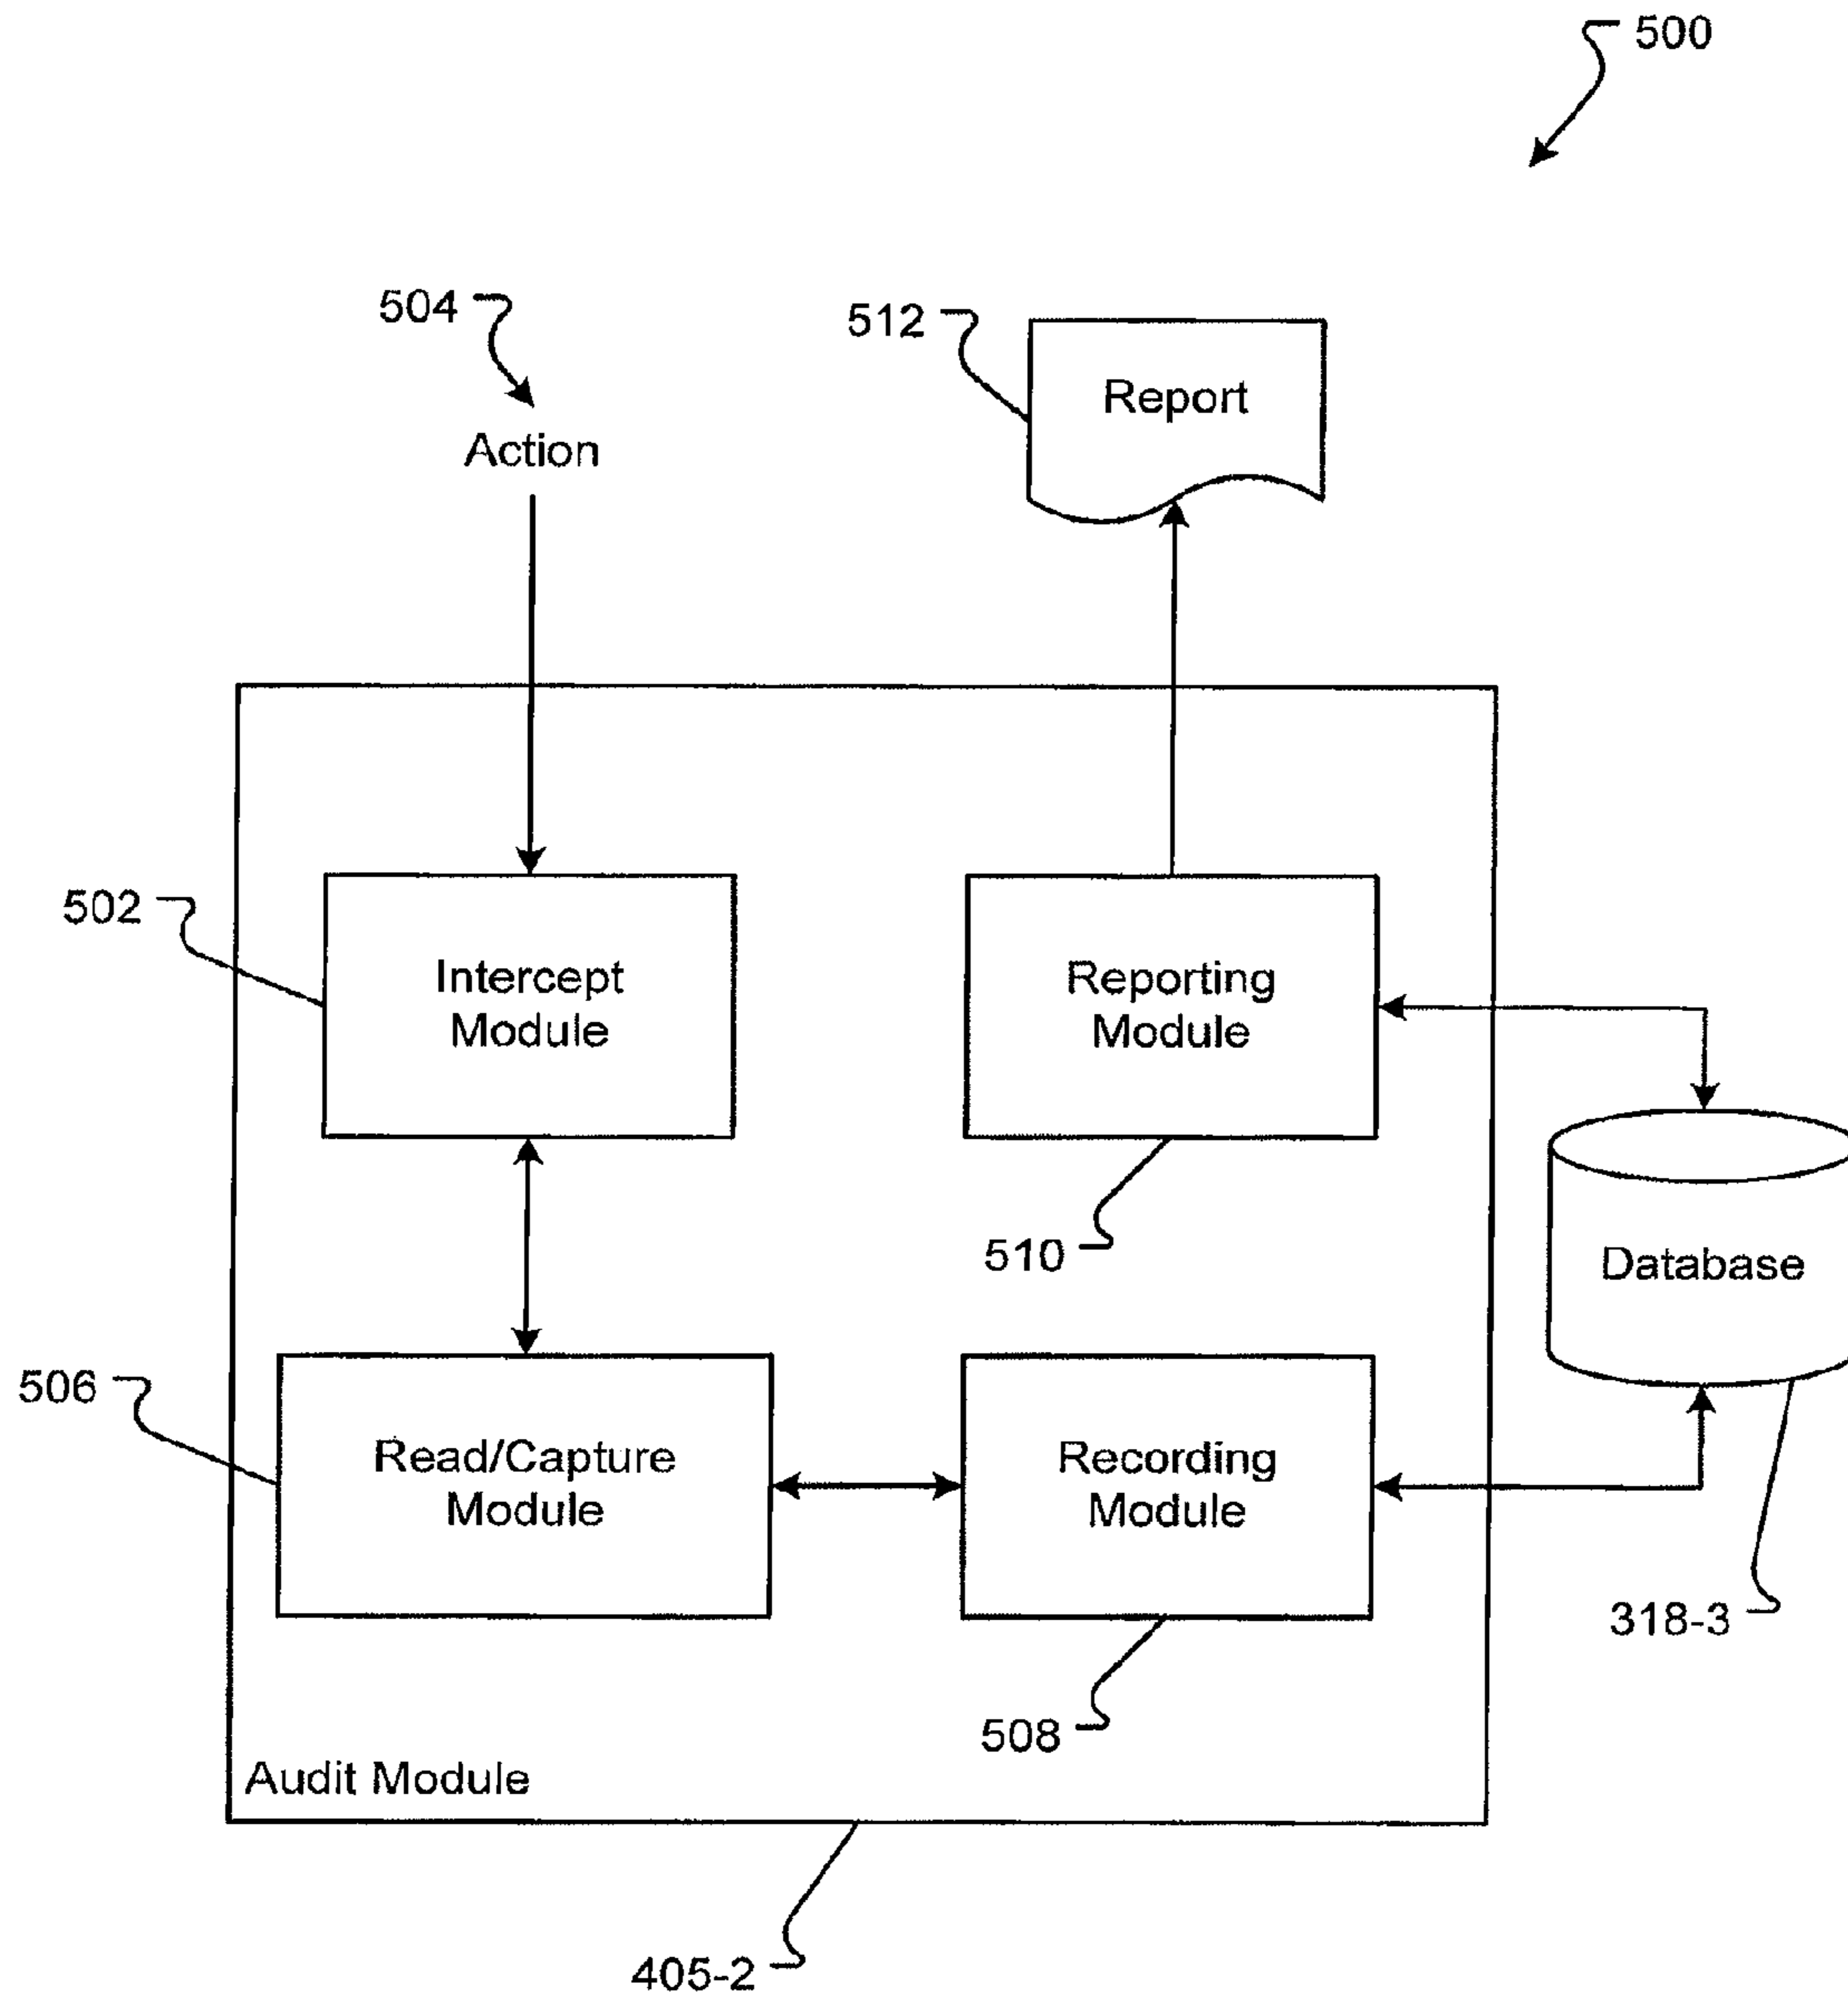 500
504
512
Report
Action
502
Intercept
Module
Reporting
Module
510
Database
506
Read/Capture
Module
Recording
Module
318-3
508
Audit Module
405-2